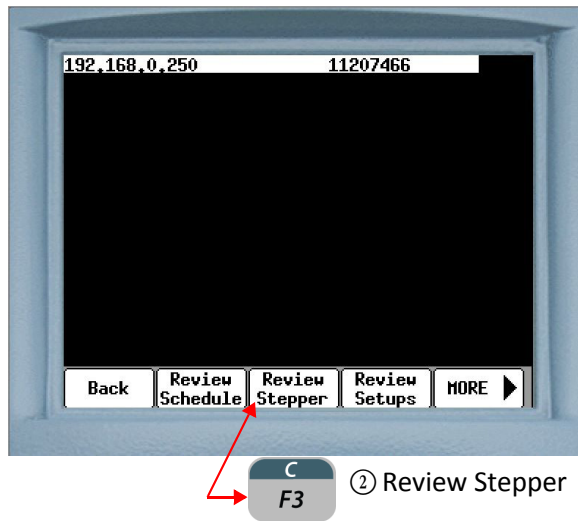 192.168.0.250 11207466
Back Review Schedule Review Stepper Review Setups MORE
C
F3
② Review Stepper